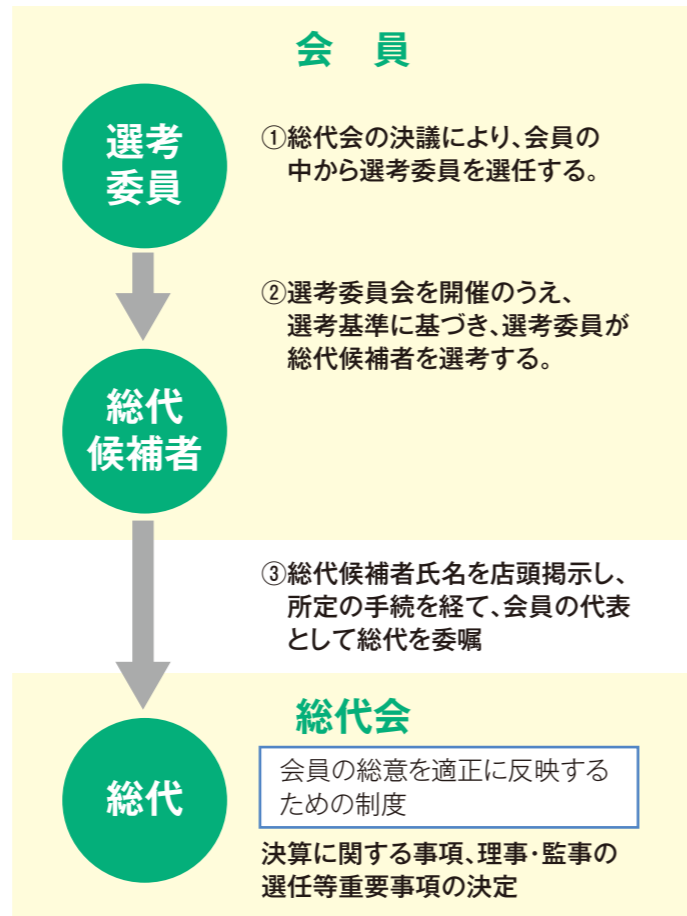 会　員
選考
委員
①総代会の決議により、会員の
中から選考委員を選任する。
②選考委員会を開催のうえ、
選考基準に基づき、選考委員が
総代候補者を選考する。
総代
候補者
③総代候補者氏名を店頭掲示し、
所定の手続を経て、会員の代表
として総代を委嘱
総代会
総代
会員の総意を適正に反映する
ための制度
決算に関する事項、理事・監事の
選任等重要事項の決定